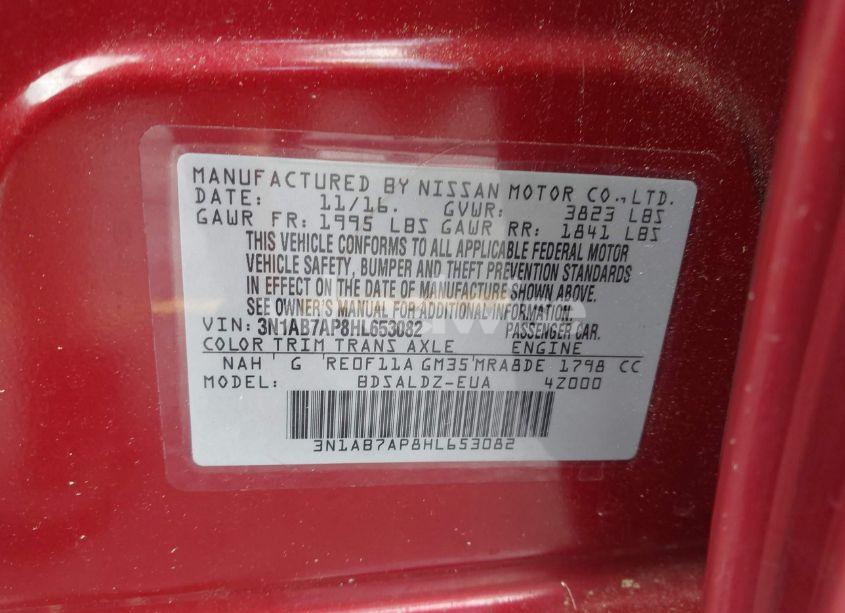 MANUFACTURED BY NISSAN MOTOR CO., LTD.
DATE: 11/16. GVWR: 3823 LBS
GAWR FR: 1995 LBS GAWR RR: 1841 LBS
THIS VEHICLE CONFORMS TO ALL APPLICABLE FEDERAL MOTOR
VEHICLE SAFETY, BUMPER AND THEFT PREVENTION STANDARDS
IN EFFECT ON THE DATE OF MANUFACTURE SHOWN ABOVE.
SEE OWNER'S MANUAL FOR ADDITIONAL INFORMATION.
VIN: 3N1AB7AP8HL653082 PASSENGER CAR.
COLOR TRIM TRANS AXLE ENGINE
NAH G RE0F11A GM35 MRA8DE 1798 CC
MODEL: BDSALDZ-EUA 4Z000
3N1AB7AP8HL653082